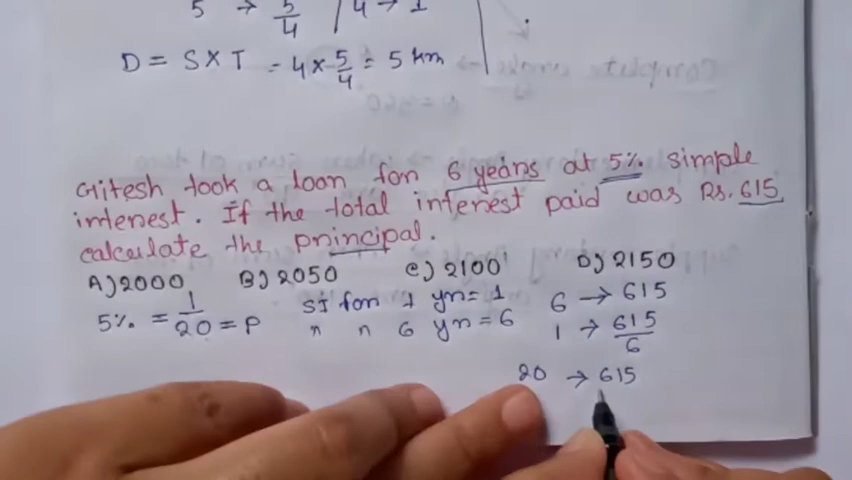 5 → 5/4 / 4 → 1
D = S × T = 4 × 5/4 = 5 km
Gitesh took a loan for 6 years at 5% simple
interest. If the total interest paid was Rs. 615
calculate the principal.
A) 2000 B) 2050 C) 2100 D) 2150
5% = 1/20 = P SI for 1 yr = 1 6 → 615
" " 6 yr = 6 1 → 615/6
20 → 615